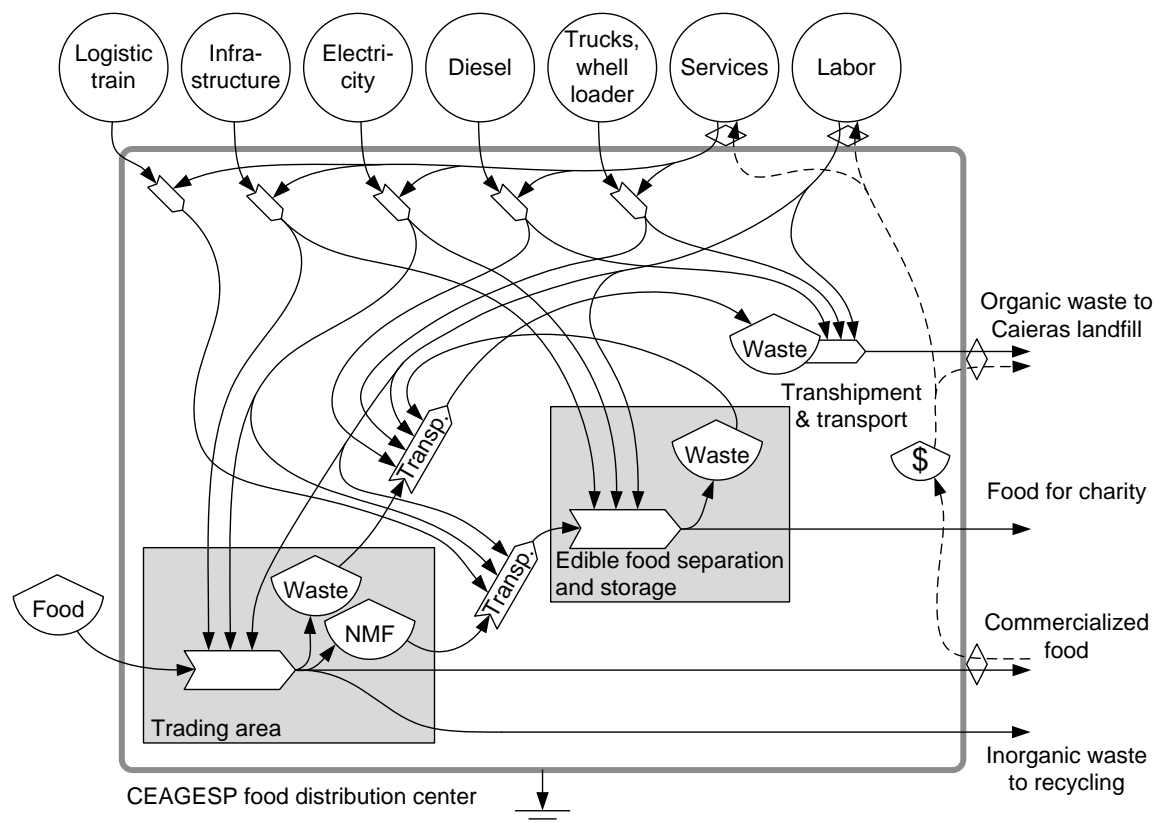 Logistic
train
Infra-
structure
Electri-
city
Diesel
Trucks,
whell
loader
Services
Labor
Organic waste to
Caieras landfill
Waste
Transhipment
& transport
Transp.
Waste
$
Food for charity
Edible food separation
and storage
Transp.
Waste
Food
NMF
Commercialized
food
Trading area
Inorganic waste
to recycling
CEAGESP food distribution center